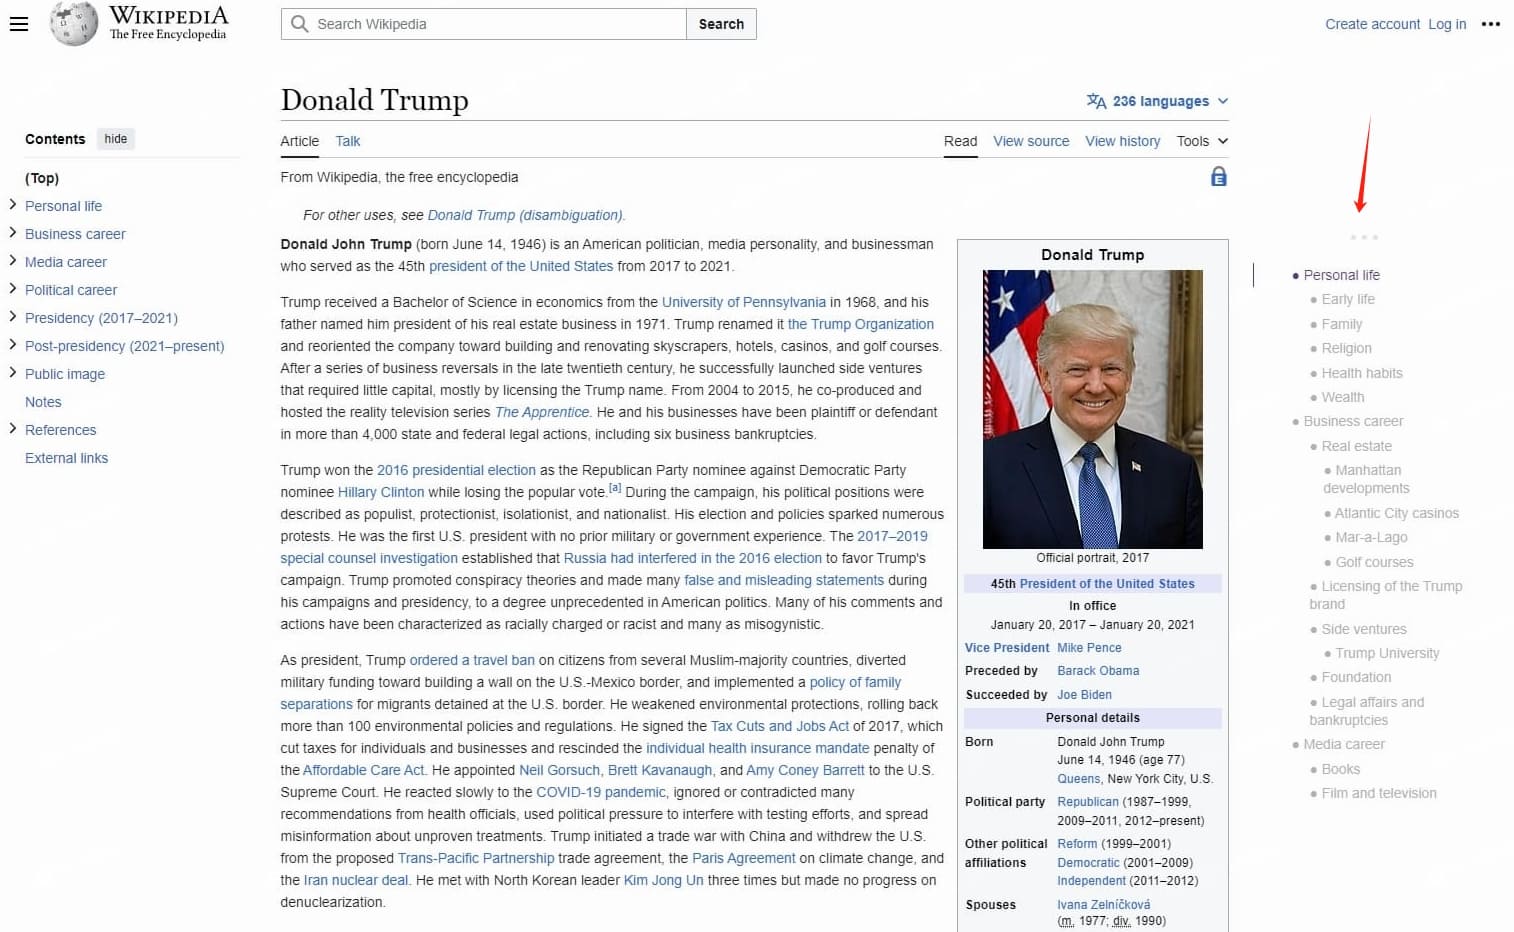 WIKIPEDIA
The Free Encyclopedia
Search Wikipedia
Search
Create account Log in
Contents hide
(Top)
Personal life
Business career
Media career
Political career
Presidency (2017–2021)
Post-presidency (2021–present)
Public image
Notes
References
External links
Donald Trump
236 languages
Article Talk
Read View source View history Tools
From Wikipedia, the free encyclopedia
E
For other uses, see Donald Trump (disambiguation).
Donald John Trump (born June 14, 1946) is an American politician, media personality, and businessman
who served as the 45th president of the United States from 2017 to 2021.
Trump received a Bachelor of Science in economics from the University of Pennsylvania in 1968, and his
father named him president of his real estate business in 1971. Trump renamed it the Trump Organization
and reoriented the company toward building and renovating skyscrapers, hotels, casinos, and golf courses.
After a series of business reversals in the late twentieth century, he successfully launched side ventures
that required little capital, mostly by licensing the Trump name. From 2004 to 2015, he co-produced and
hosted the reality television series The Apprentice. He and his businesses have been plaintiff or defendant
in more than 4,000 state and federal legal actions, including six business bankruptcies.
Trump won the 2016 presidential election as the Republican Party nominee against Democratic Party
nominee Hillary Clinton while losing the popular vote.[a] During the campaign, his political positions were
described as populist, protectionist, isolationist, and nationalist. His election and policies sparked numerous
protests. He was the first U.S. president with no prior military or government experience. The 2017–2019
special counsel investigation established that Russia had interfered in the 2016 election to favor Trump's
campaign. Trump promoted conspiracy theories and made many false and misleading statements during
his campaigns and presidency, to a degree unprecedented in American politics. Many of his comments and
actions have been characterized as racially charged or racist and many as misogynistic.
As president, Trump ordered a travel ban on citizens from several Muslim-majority countries, diverted
military funding toward building a wall on the U.S.-Mexico border, and implemented a policy of family
separations for migrants detained at the U.S. border. He weakened environmental protections, rolling back
more than 100 environmental policies and regulations. He signed the Tax Cuts and Jobs Act of 2017, which
cut taxes for individuals and businesses and rescinded the individual health insurance mandate penalty of
the Affordable Care Act. He appointed Neil Gorsuch, Brett Kavanaugh, and Amy Coney Barrett to the U.S.
Supreme Court. He reacted slowly to the COVID-19 pandemic, ignored or contradicted many
recommendations from health officials, used political pressure to interfere with testing efforts, and spread
misinformation about unproven treatments. Trump initiated a trade war with China and withdrew the U.S.
from the proposed Trans-Pacific Partnership trade agreement, the Paris Agreement on climate change, and
the Iran nuclear deal. He met with North Korean leader Kim Jong Un three times but made no progress on
denuclearization.
Donald Trump
Official portrait, 2017
45th President of the United States
In office
January 20, 2017 – January 20, 2021
Vice President Mike Pence
Preceded by Barack Obama
Succeeded by Joe Biden
Personal details
Born Donald John Trump
June 14, 1946 (age 77)
Queens, New York City, U.S.
Political party Republican (1987–1999,
2009–2011, 2012–present)
Other political Reform (1999–2001)
affiliations Democratic (2001–2009)
Independent (2011–2012)
Spouses Ivana Zelníčková
(m. 1977; div. 1990)
Personal life
Early life
Family
Religion
Health habits
Wealth
Business career
Real estate
Manhattan
developments
Atlantic City casinos
Mar-a-Lago
Golf courses
Licensing of the Trump
brand
Side ventures
Trump University
Foundation
Legal affairs and
bankruptcies
Media career
Books
Film and television